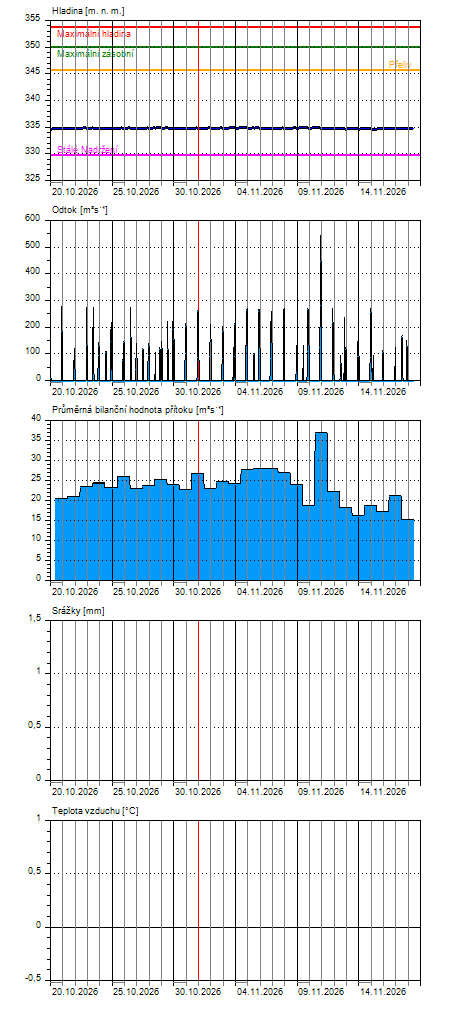 Hladina [m. n. m.]
355
Maximální hladina
350
Maximální zásobní
Přeliv
345
340
335
330
Stálé Nadržení
325
20.10.2026 25.10.2026 30.10.2026 04.11.2026 09.11.2026 14.11.2026
Odtok [m³s⁻¹]
600
500
400
300
200
100
0
20.10.2026 25.10.2026 30.10.2026 04.11.2026 09.11.2026 14.11.2026
Průměrná bilanční hodnota přítoku [m³s⁻¹]
40
35
30
25
20
15
10
5
0
20.10.2026 25.10.2026 30.10.2026 04.11.2026 09.11.2026 14.11.2026
Srážky [mm]
1,5
1
0,5
0
20.10.2026 25.10.2026 30.10.2026 04.11.2026 09.11.2026 14.11.2026
Teplota vzduchu [°C]
1
0,5
0
-0,5
20.10.2026 25.10.2026 30.10.2026 04.11.2026 09.11.2026 14.11.2026